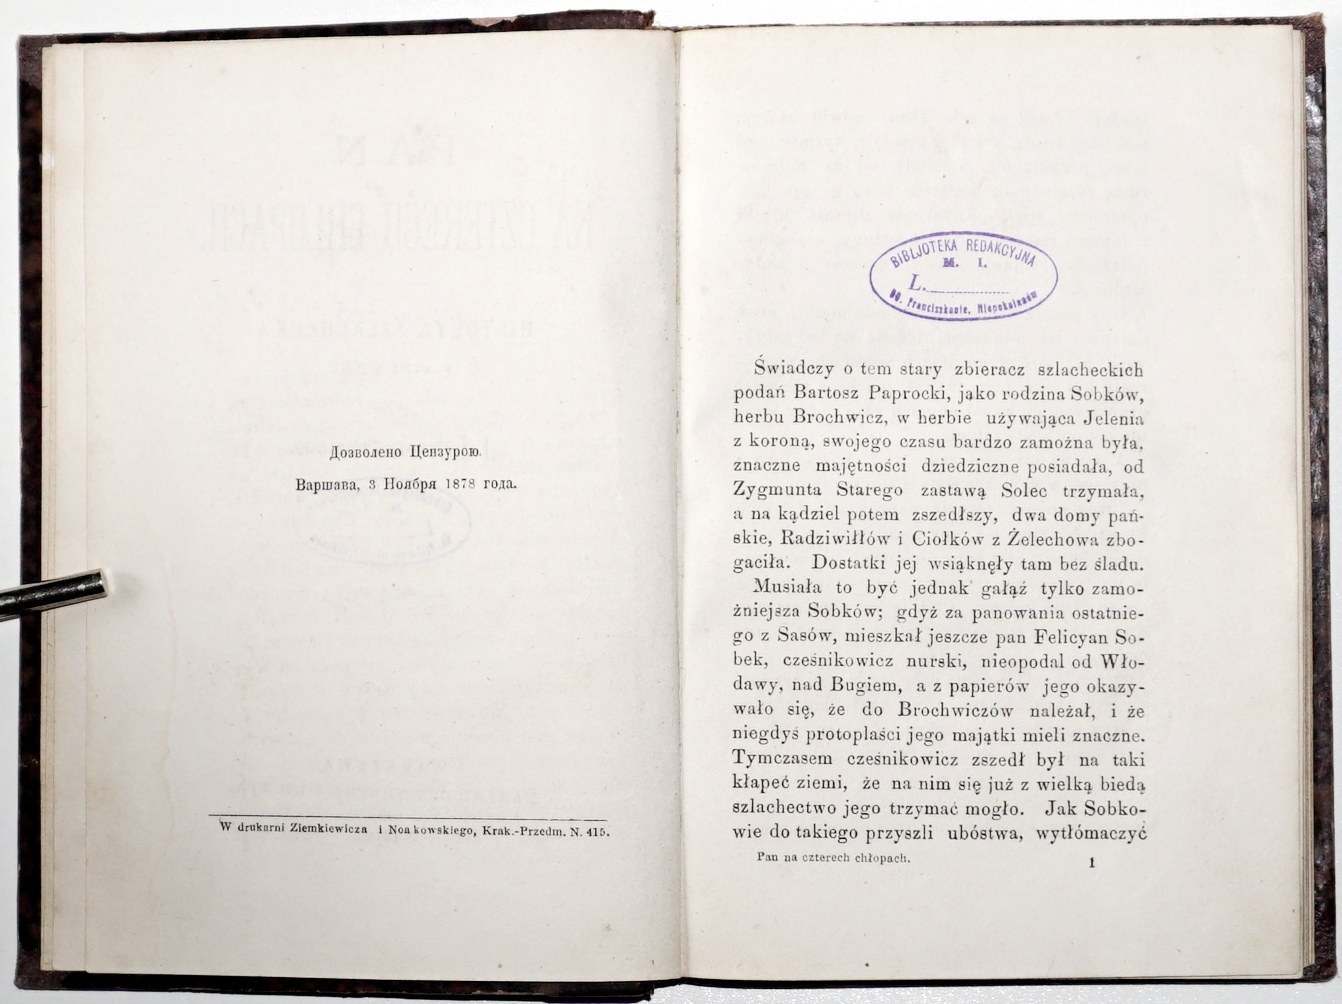 Дозволено Цензурою.
Варшава, 3 Ноября 1878 года.
W drukarni Ziemkiewicza i Noakowskiego, Krak.-Przedm. N. 415.
BIBLJOTEKA REDAKCYJNA
M. I.
L.
OO. Franciszkanie, Niepokalanów
Świadczy o tem stary zbieracz szlacheckich
podań Bartosz Paprocki, jako rodzina Sobków,
herbu Brochwicz, w herbie używająca Jelenia
z koroną, swojego czasu bardzo zamożna była,
znaczne majętności dziedziczne posiadała, od
Zygmunta Starego zastawą Solec trzymała,
a na kądziel potem zszedłszy, dwa domy pań-
skie, Radziwiłłów i Ciołków z Żelechowa zbo-
gaciła. Dostatki jej wsiąknęły tam bez śladu.
Musiała to być jednak gałąź tylko zamo-
żniejsza Sobków; gdyż za panowania ostatnie-
go z Sasów, mieszkał jeszcze pan Felicyan So-
bek, cześnikowicz nurski, nieopodal od Wło-
dawy, nad Bugiem, a z papierów jego okazy-
wało się, że do Brochwiczów należał, i że
niegdyś protoplaści jego majątki mieli znaczne.
Tymczasem cześnikowicz zszedł był na taki
kłapeć ziemi, że na nim się już z wielką biedą
szlachectwo jego trzymać mogło. Jak Sobko-
wie do takiego przyszli ubóstwa, wytłómaczyć
Pan na czterech chłopach. 1